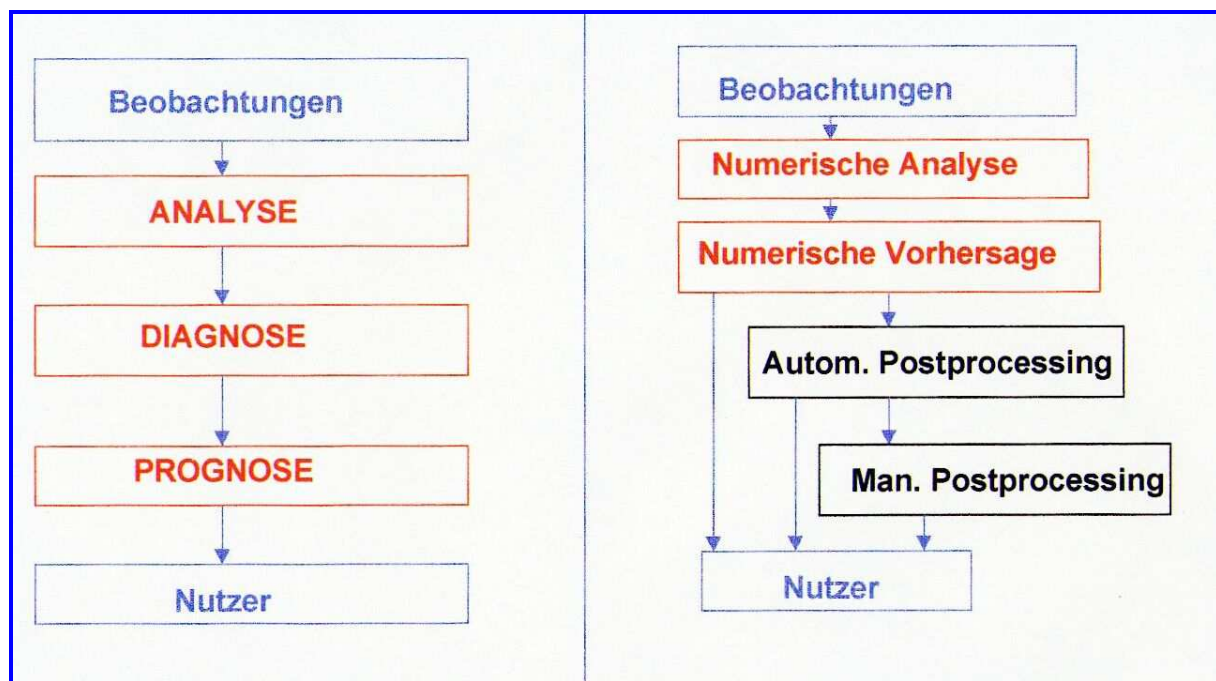 Beobachtungen
ANALYSE
DIAGNOSE
PROGNOSE
Nutzer
Beobachtungen
Numerische Analyse
Numerische Vorhersage
Autom. Postprocessing
Man. Postprocessing
Nutzer